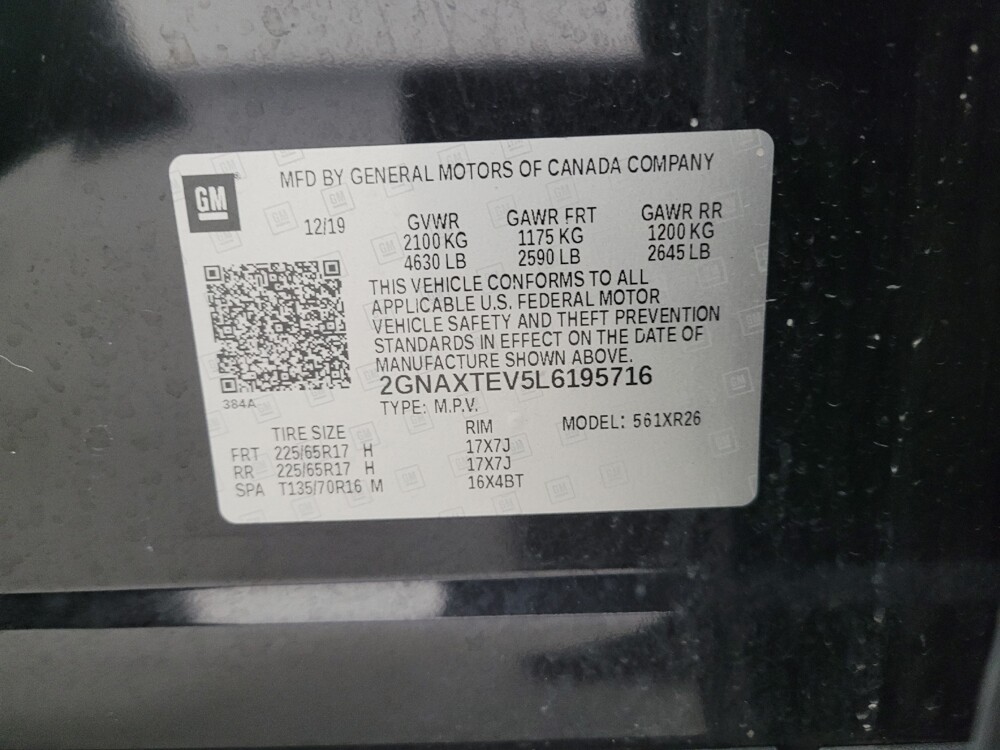 GM
MFD BY GENERAL MOTORS OF CANADA COMPANY
12/19 GVWR GAWR FRT GAWR RR
2100 KG 1175 KG 1200 KG
4630 LB 2590 LB 2645 LB
THIS VEHICLE CONFORMS TO ALL
APPLICABLE U.S. FEDERAL MOTOR
VEHICLE SAFETY AND THEFT PREVENTION
STANDARDS IN EFFECT ON THE DATE OF
MANUFACTURE SHOWN ABOVE.
2GNAXTEV5L6195716
384A
TYPE: M.P.V.
TIRE SIZE RIM MODEL: 561XR26
FRT 225/65R17 H 17X7J
RR 225/65R17 H 17X7J
SPA T135/70R16 M 16X4BT